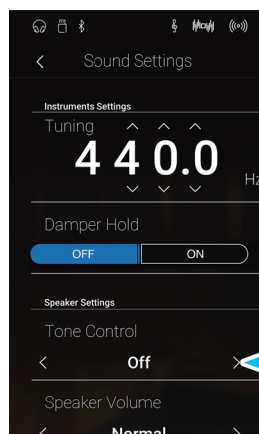 Sound Settings
Instruments Settings
Tuning
440.0
Hz
Damper Hold
OFF ON
Speaker Settings
Tone Control
Off
Speaker Volume
Normal